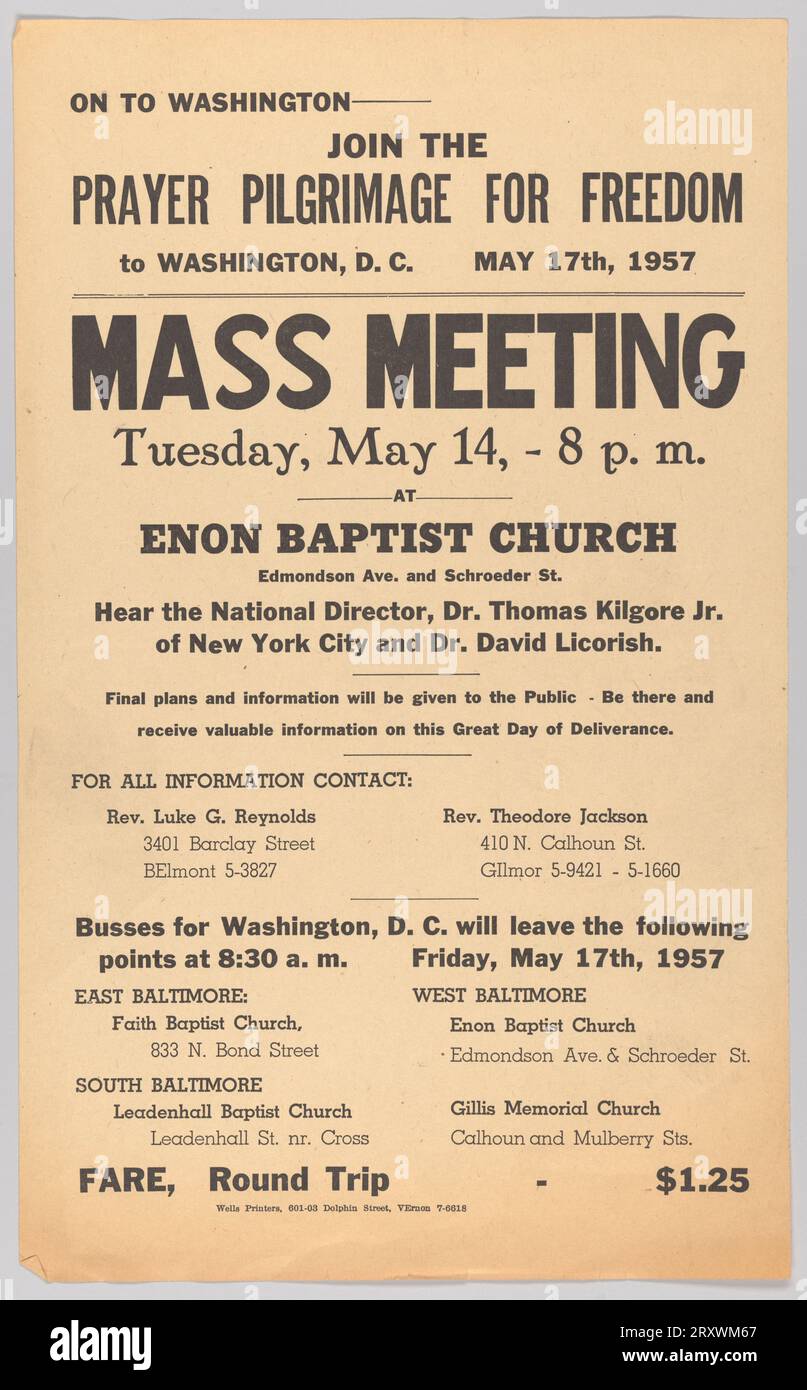 ON TO WASHINGTON
JOIN THE
PRAYER PILGRIMAGE FOR FREEDOM
to WASHINGTON, D. C. MAY 17th, 1957
MASS MEETING
Tuesday, May 14, - 8 p. m.
AT
ENON BAPTIST CHURCH
Edmondson Ave. and Schroeder St.
Hear the National Director, Dr. Thomas Kilgore Jr.
of New York City and Dr. David Licorish.
Final plans and information will be given to the Public - Be there and
receive valuable information on this Great Day of Deliverance.
FOR ALL INFORMATION CONTACT:
Rev. Luke G. Reynolds
3401 Barclay Street
BElmont 5-3827
Rev. Theodore Jackson
410 N. Calhoun St.
GIlmor 5-9421 - 5-1660
Busses for Washington, D. C. will leave the following
points at 8:30 a. m. Friday, May 17th, 1957
EAST BALTIMORE:
Faith Baptist Church,
833 N. Bond Street
SOUTH BALTIMORE
Leadenhall Baptist Church
Leadenhall St. nr. Cross
WEST BALTIMORE
Enon Baptist Church
Edmondson Ave. & Schroeder St.
Gillis Memorial Church
Calhoun and Mulberry Sts.
FARE, Round Trip - $1.25
Wells Printers, 601-03 Dolphin Street, VErnon 7-6618
alamy
alamy
a
alamy
Image ID: 2RXWM67
www.alamy.com